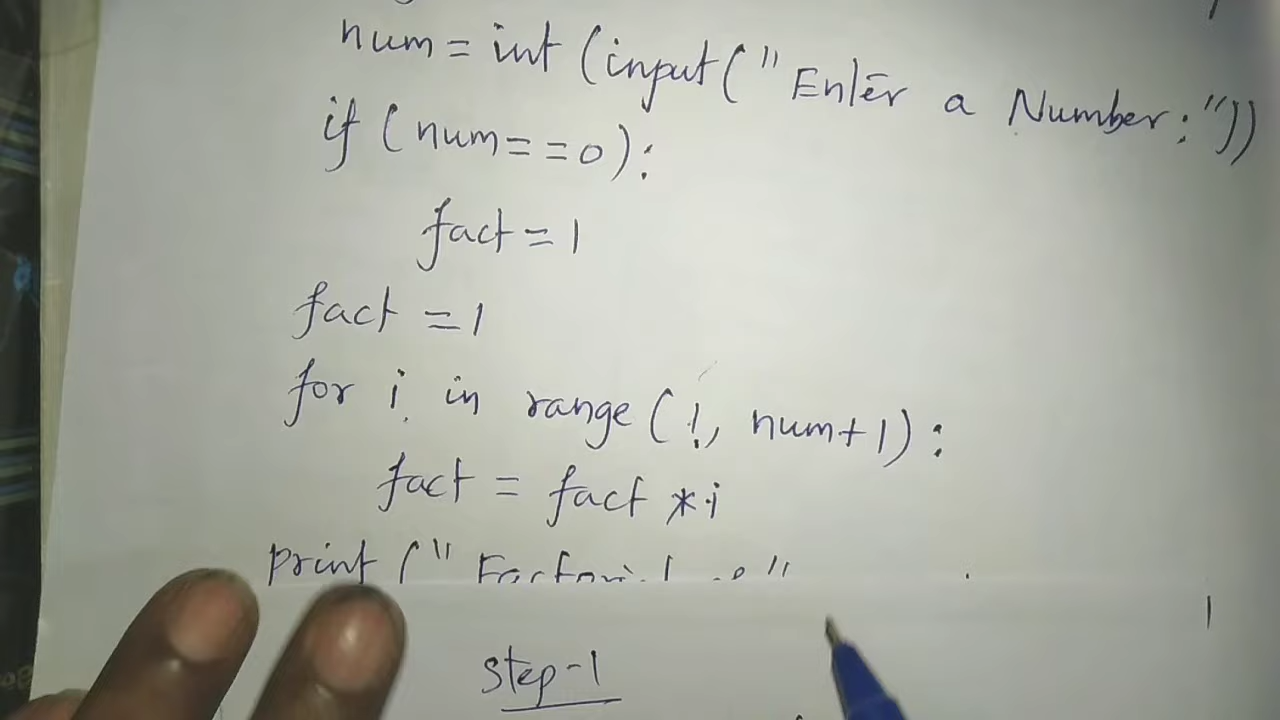 num = int (input(" Enter a Number: "))
if (num == 0):
fact = 1
fact = 1
for i in range (1, num+1):
fact = fact * i
print ("
Step-1